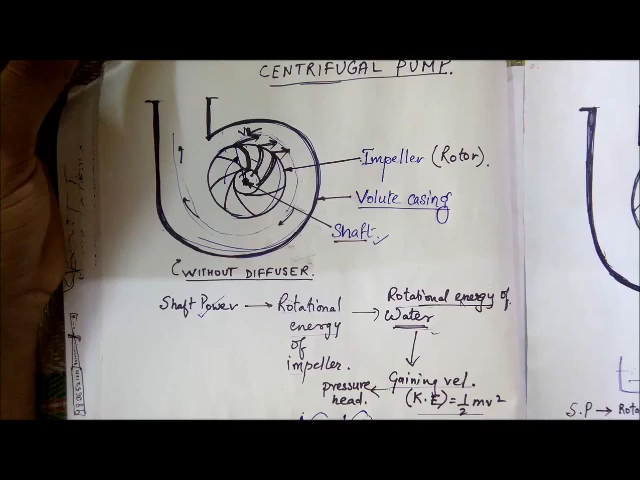 CENTRIFUGAL PUMP.
Impeller (Rotor).
Volute casing
Shaft
WITHOUT DIFFUSER.
Shaft Power → Rotational energy of impeller. → Rotational energy of water
Gaining vel.
(K.E) = 1/2 mv²
pressure head.
S.P → Rota